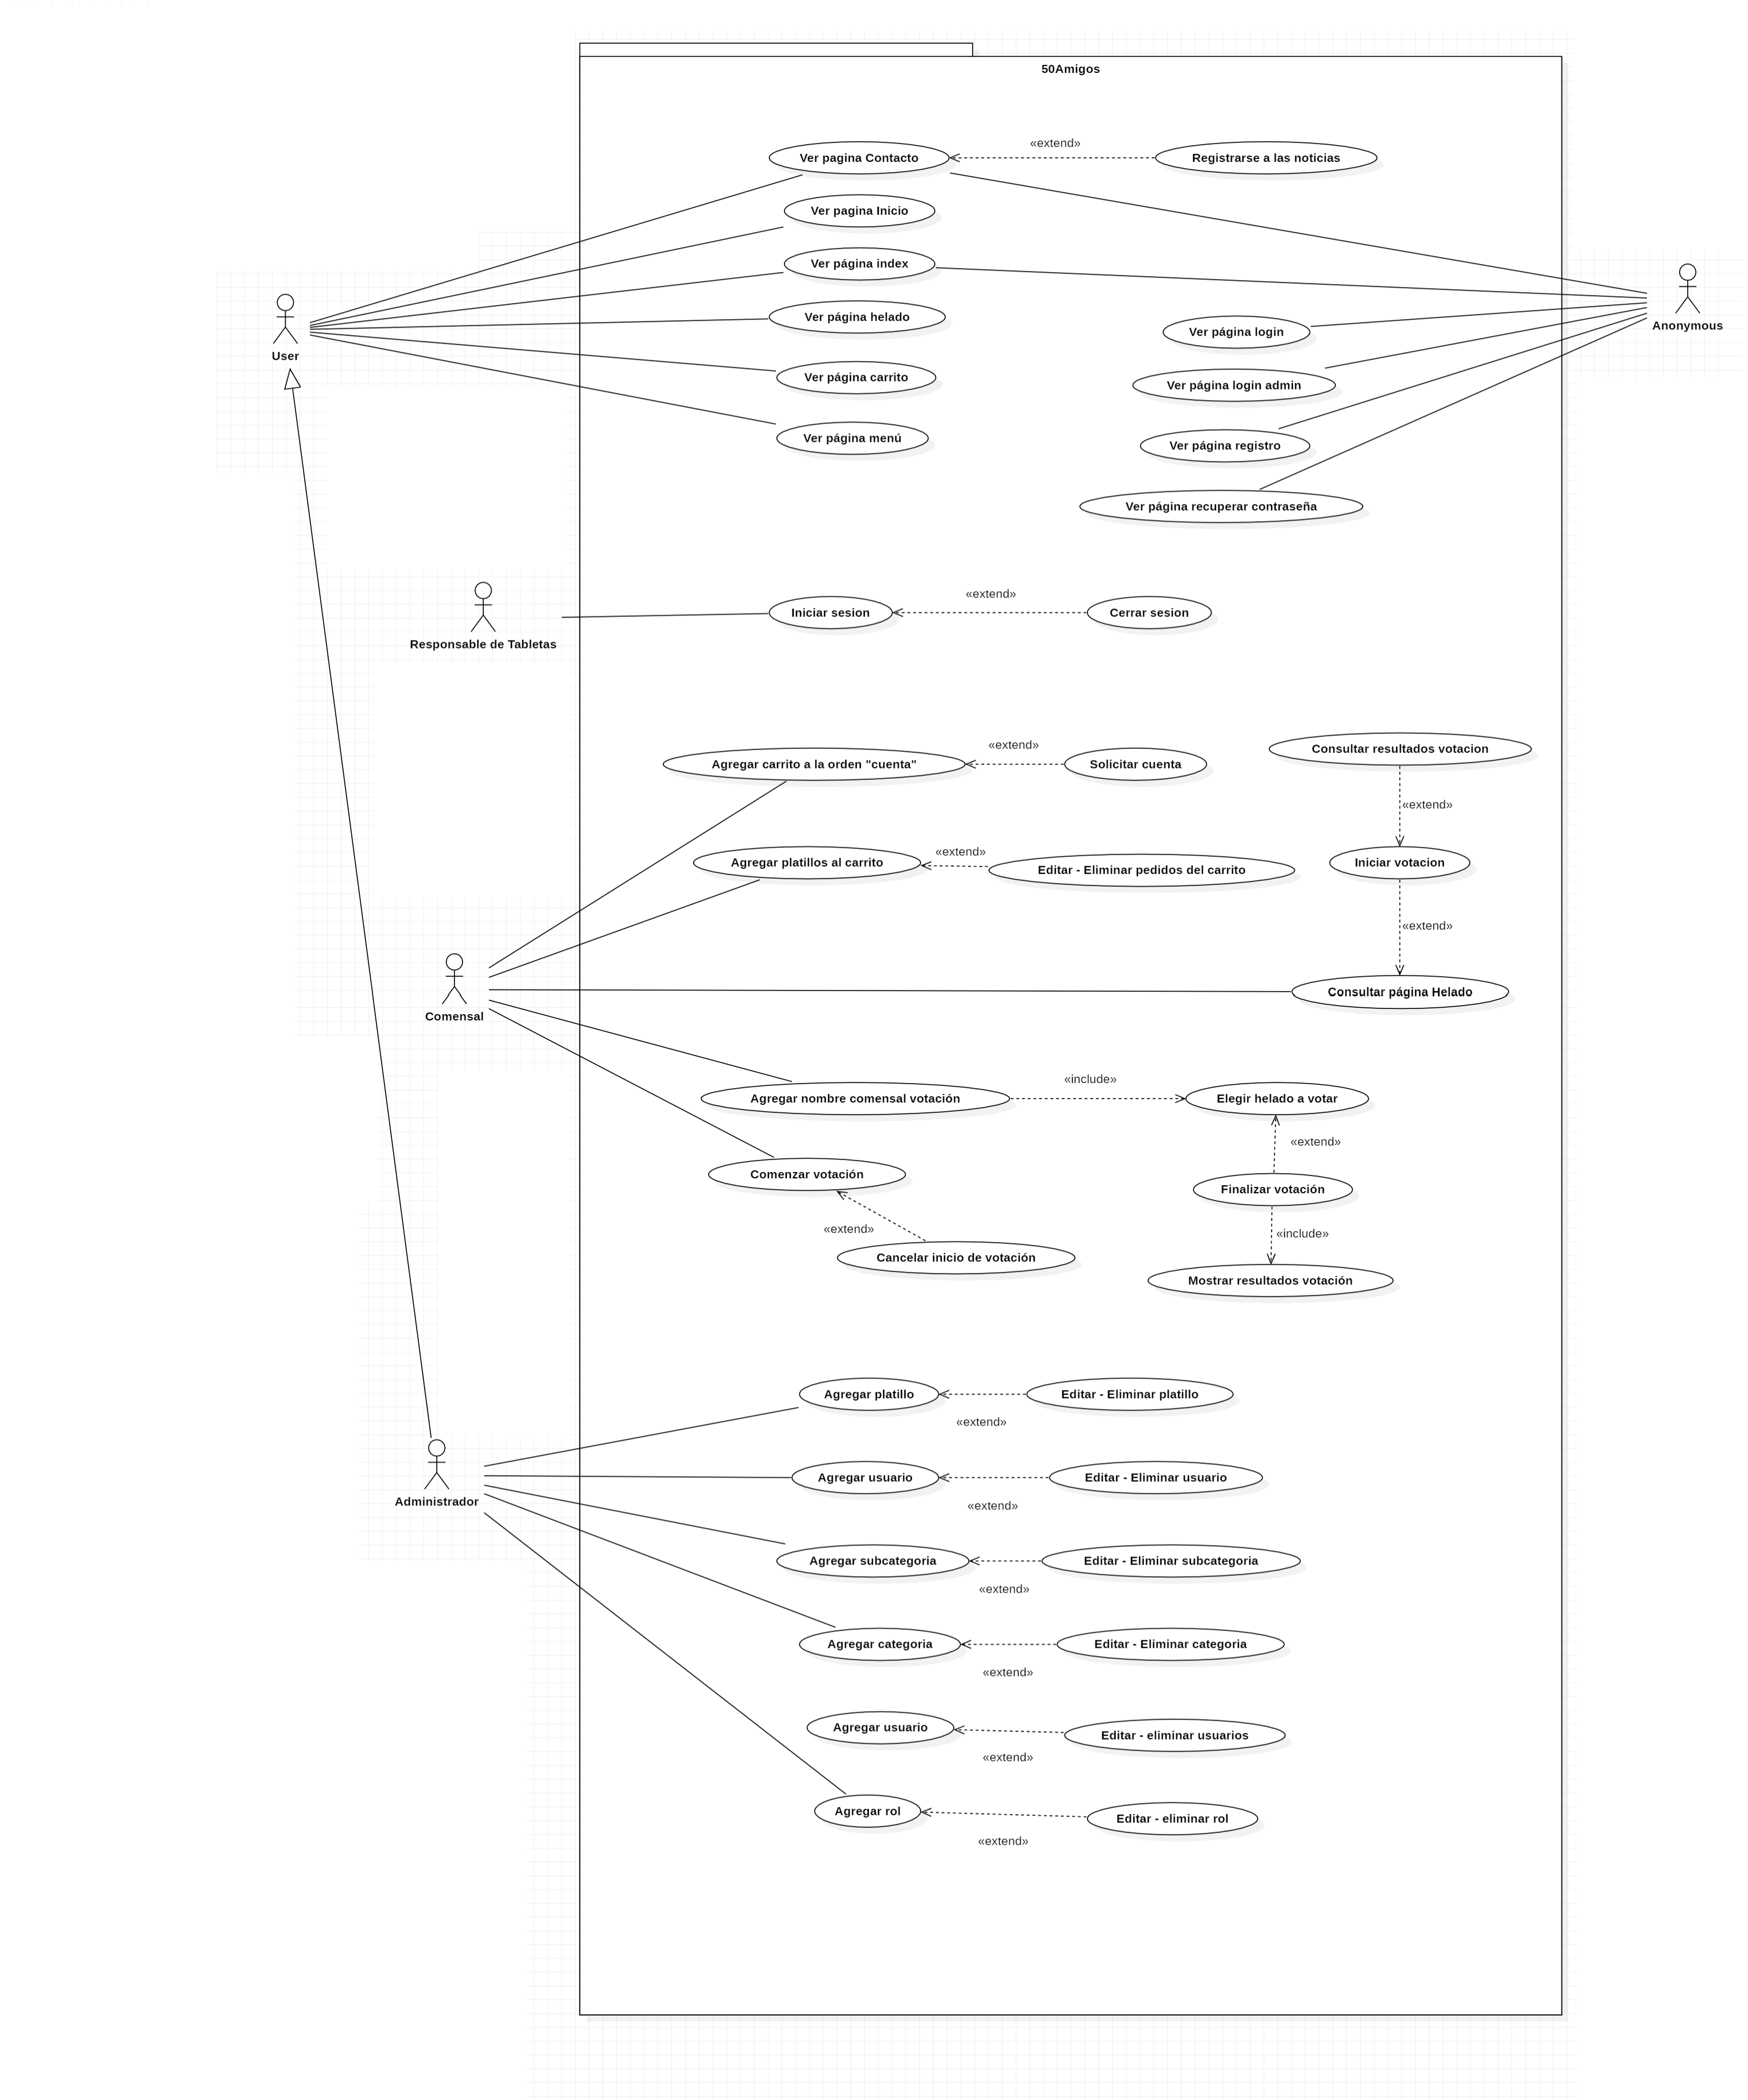 50Amigos
«extend»
Ver pagina Contacto
Registrarse a las noticias
Ver pagina Inicio
Ver página index
Ver página helado
Anonymous
Ver página login
User
Ver página carrito
Ver página login admin
Ver página menú
Ver página registro
Ver página recuperar contraseña
«extend»
Iniciar sesion
Cerrar sesion
Responsable de Tabletas
«extend»
Consultar resultados votacion
Agregar carrito a la orden "cuenta"
Solicitar cuenta
«extend»
«extend»
Agregar platillos al carrito
Editar - Eliminar pedidos del carrito
Iniciar votacion
«extend»
Consultar página Helado
Comensal
«include»
Agregar nombre comensal votación
Elegir helado a votar
«extend»
Comenzar votación
Finalizar votación
«extend»
«include»
Cancelar inicio de votación
Mostrar resultados votación
Agregar platillo
Editar - Eliminar platillo
«extend»
Agregar usuario
Editar - Eliminar usuario
Administrador
«extend»
Agregar subcategoria
Editar - Eliminar subcategoria
«extend»
Agregar categoria
Editar - Eliminar categoria
«extend»
Agregar usuario
Editar - eliminar usuarios
«extend»
Agregar rol
Editar - eliminar rol
«extend»